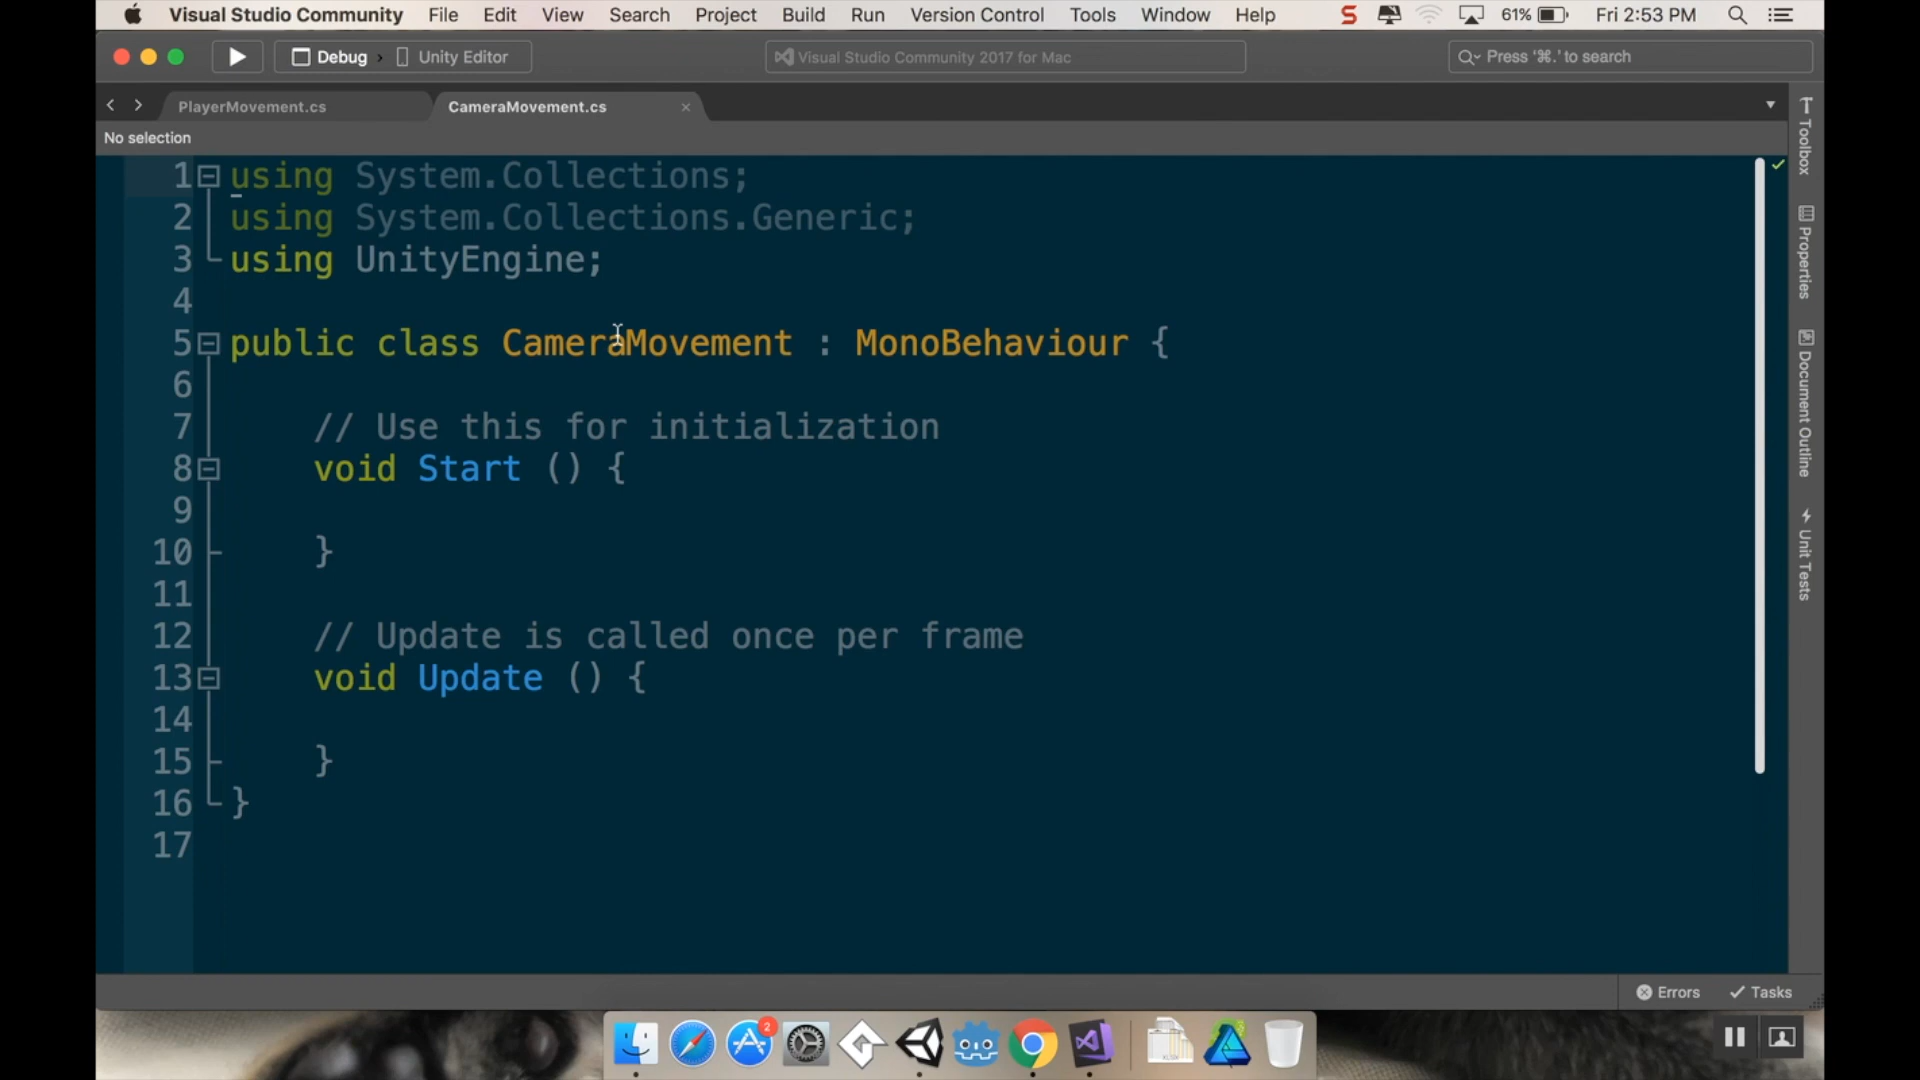 Visual Studio Community File Edit View Search Project Build Run Version Control Tools Window Help S 61% Fri 2:53 PM
Debug › Unity Editor Visual Studio Community 2017 for Mac Press '⌘.' to search
PlayerMovement.cs CameraMovement.cs ×
No selection
1 using System.Collections;
2 using System.Collections.Generic;
3 using UnityEngine;
4
5 public class CameraMovement : MonoBehaviour {
6
7 // Use this for initialization
8 void Start () {
9
10 }
11
12 // Update is called once per frame
13 void Update () {
14
15 }
16 }
17
Toolbox
Properties
Document Outline
Unit Tests
Errors Tasks
2
XLSX